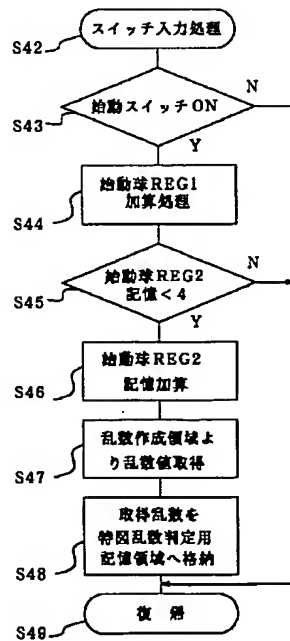 S42
スイッチ入力処理
S43
始動スイッチON
N
Y
S44
始動球REG1
加算処理
S45
始動球REG2
記憶<4
N
Y
S46
始動球REG2
記憶加算
S47
乱数作成領域よ
り乱数値取得
S48
取得乱数を
特図乱数判定用
記憶領域へ格納
S49
復帰